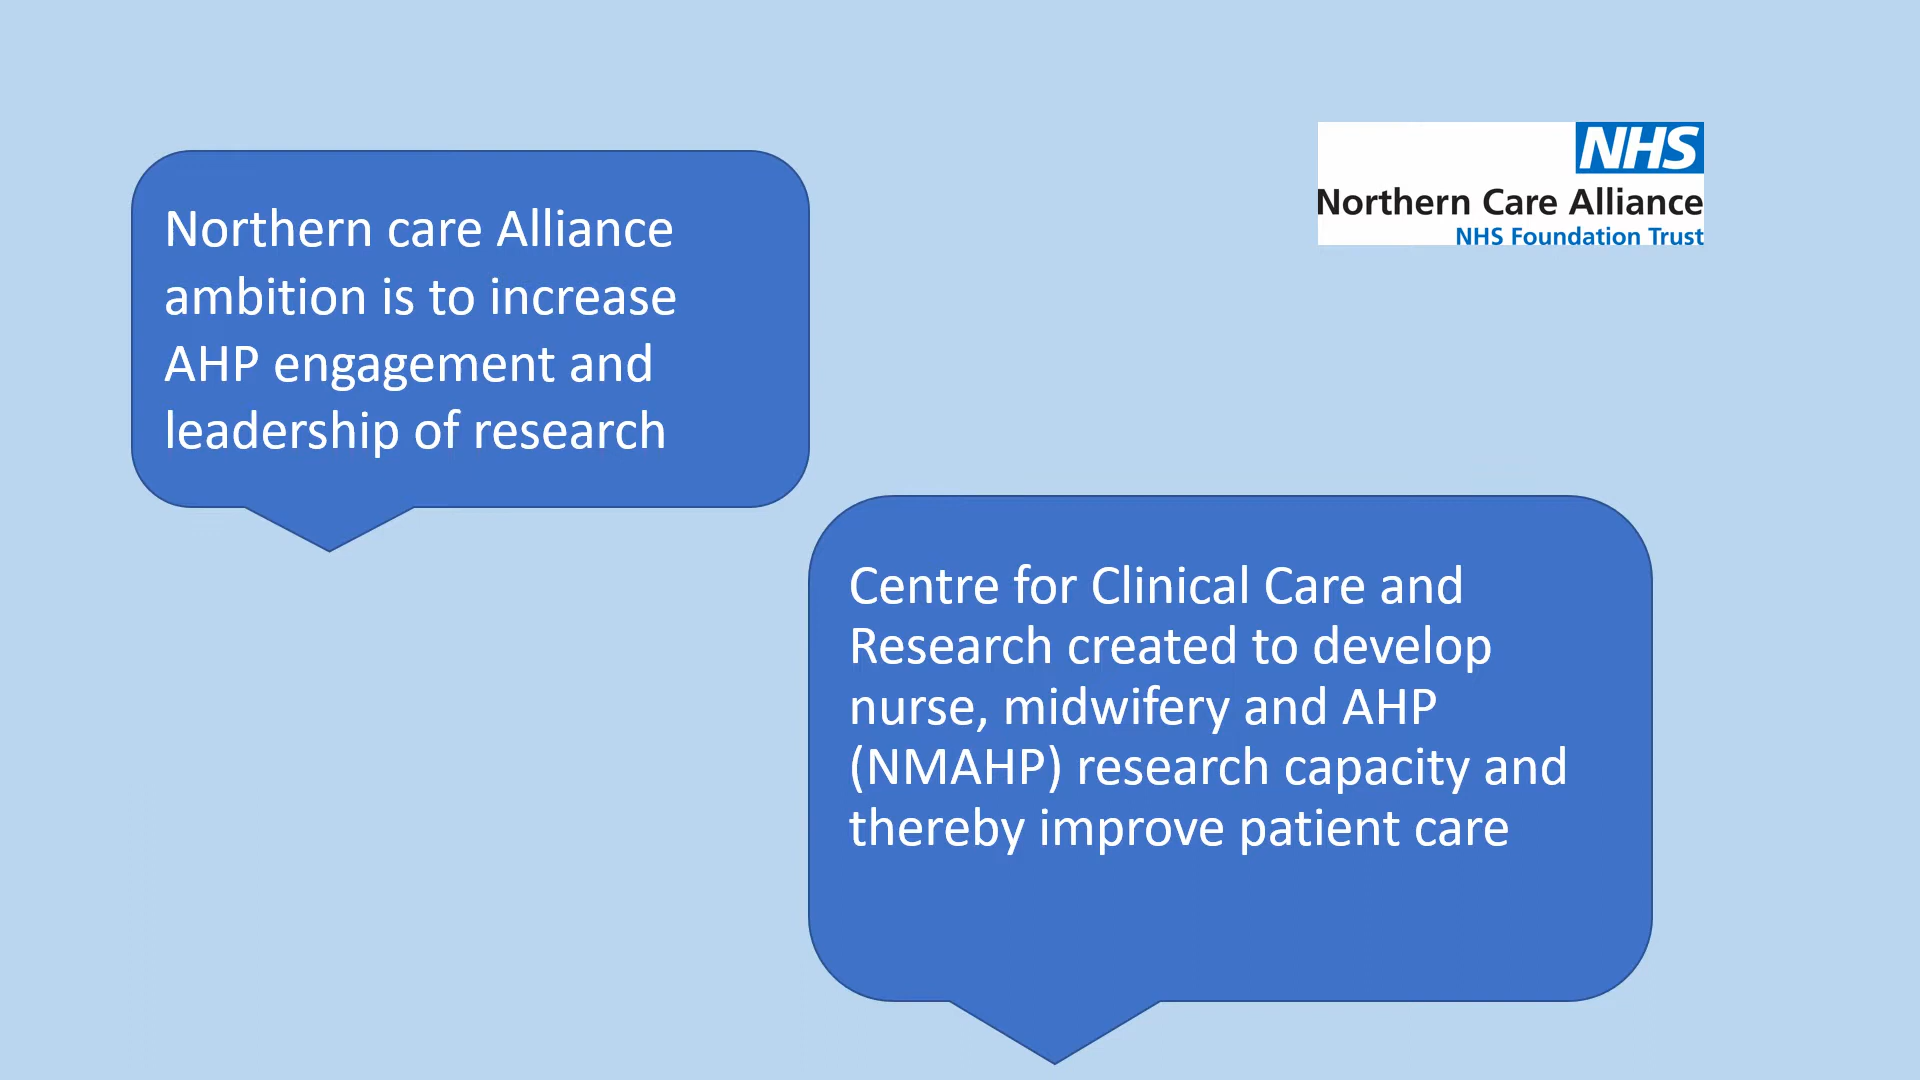 NHS
Northern Care Alliance
NHS Foundation Trust
Northern care Alliance
ambition is to increase
AHP engagement and
leadership of research
Centre for Clinical Care and
Research created to develop
nurse, midwifery and AHP
(NMAHP) research capacity and
thereby improve patient care